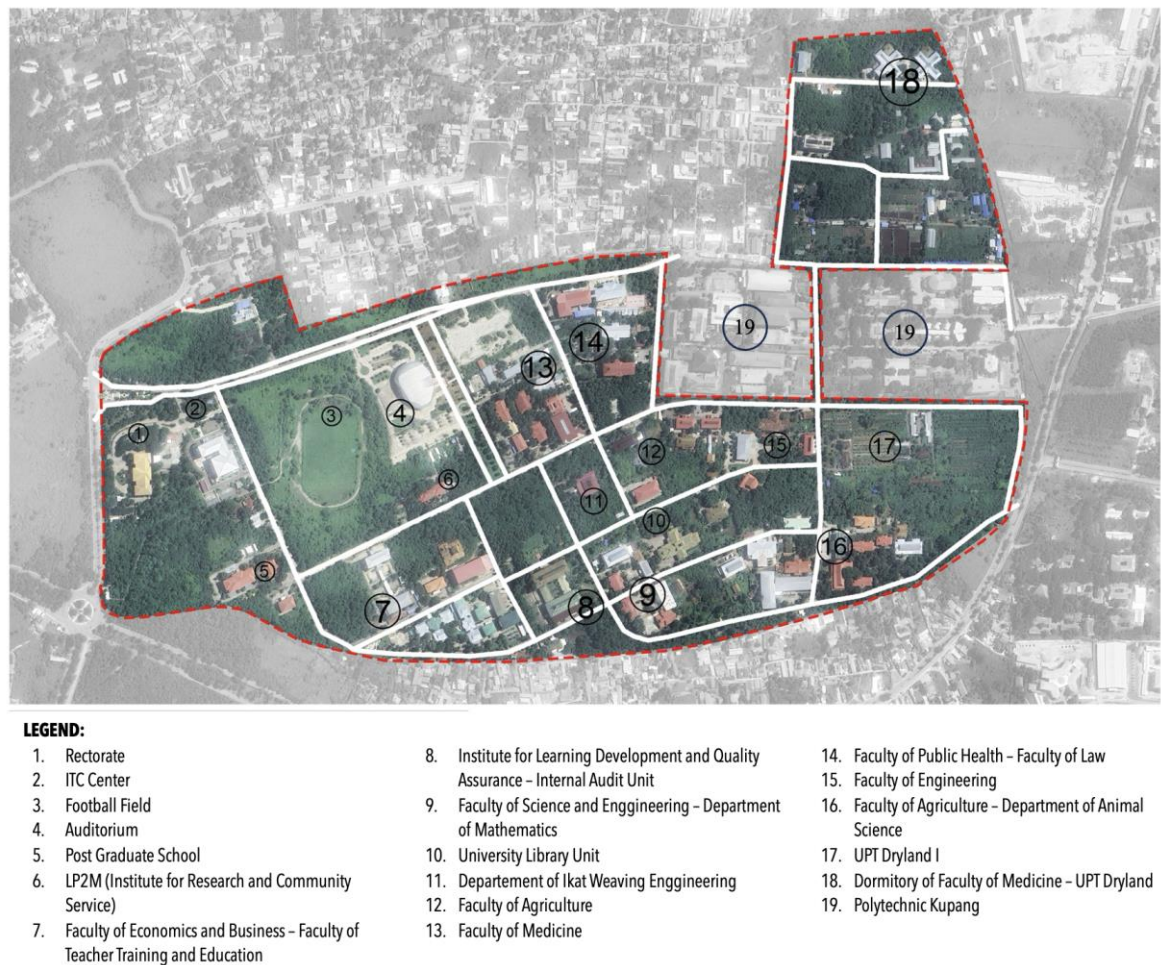 18
19
19
14
13
2
3
4
1
12
15
17
6
11
10
16
5
7
8
9
LEGEND:
1. Rectorate
2. ITC Center
3. Football Field
4. Auditorium
5. Post Graduate School
6. LP2M (Institute for Research and Community
Service)
7. Faculty of Economics and Business – Faculty of
Teacher Training and Education
8. Institute for Learning Development and Quality
Assurance – Internal Audit Unit
9. Faculty of Science and Enggineering – Department
of Mathematics
10. University Library Unit
11. Departement of Ikat Weaving Enggineering
12. Faculty of Agriculture
13. Faculty of Medicine
14. Faculty of Public Health – Faculty of Law
15. Faculty of Engineering
16. Faculty of Agriculture – Department of Animal
Science
17. UPT Dryland I
18. Dormitory of Faculty of Medicine – UPT Dryland
19. Polytechnic Kupang